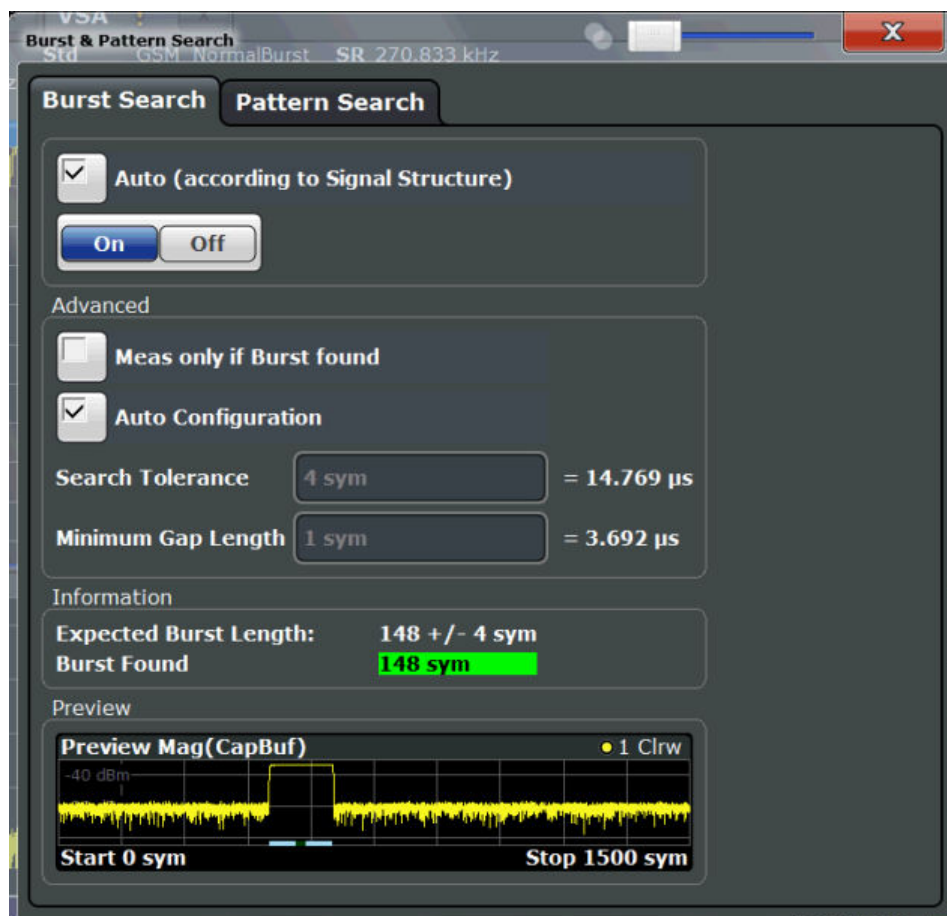 VSA
Burst & Pattern Search
Std GSM_NormalBurst SR 270.833 kHz
Burst Search Pattern Search
Auto (according to Signal Structure)
On Off
Advanced
Meas only if Burst found
Auto Configuration
Search Tolerance 4 sym = 14.769 µs
Minimum Gap Length 1 sym = 3.692 µs
Information
Expected Burst Length: 148 +/- 4 sym
Burst Found 148 sym
Preview
Preview Mag(CapBuf) 1 Clrw
-40 dBm
Start 0 sym Stop 1500 sym